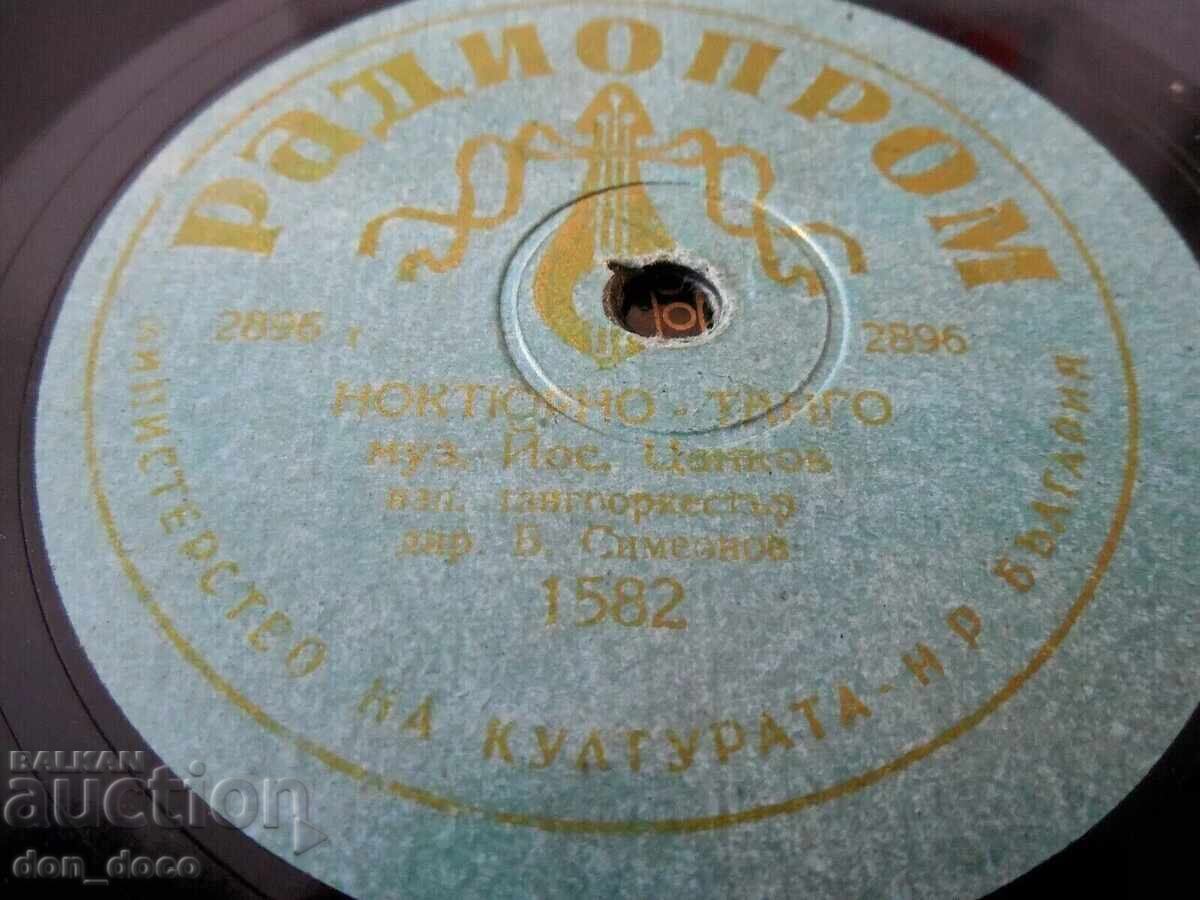 РАДИОПРОМ
2896 г 2896
НОКТЮРНО - ТАНГО
муз. Йос. Цанков
изп. тангооркестър
дир. Б. Симеонов
1582
МИНИСТЕРСТВО НА КУЛТУРАТА - НР БЪЛГАРИЯ
BALKAN
auction
don_doco